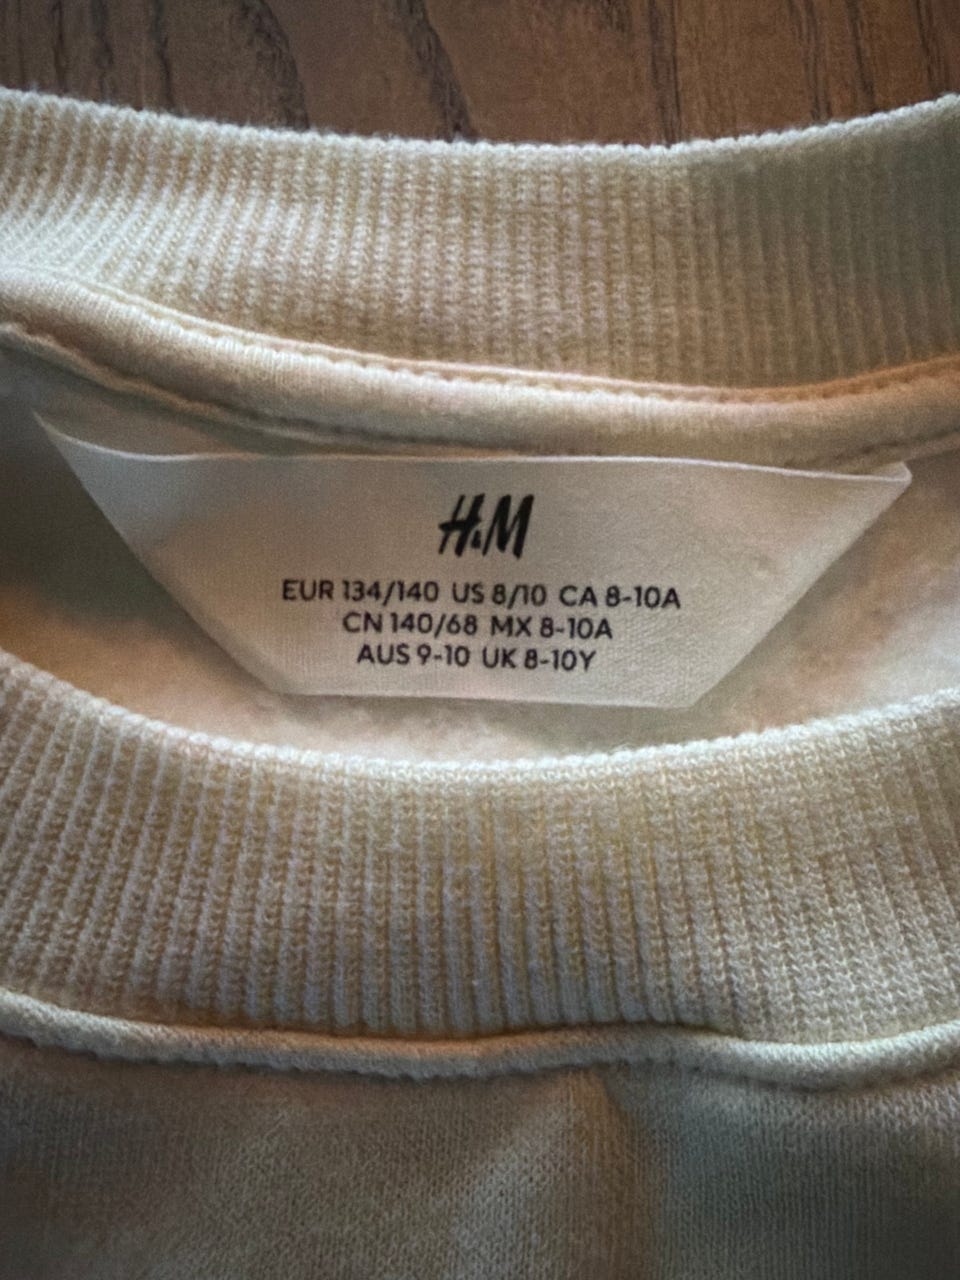 H&M
EUR 134/140 US 8/10 CA 8-10A
CN 140/68 MX 8-10A
AUS 9-10 UK 8-10Y